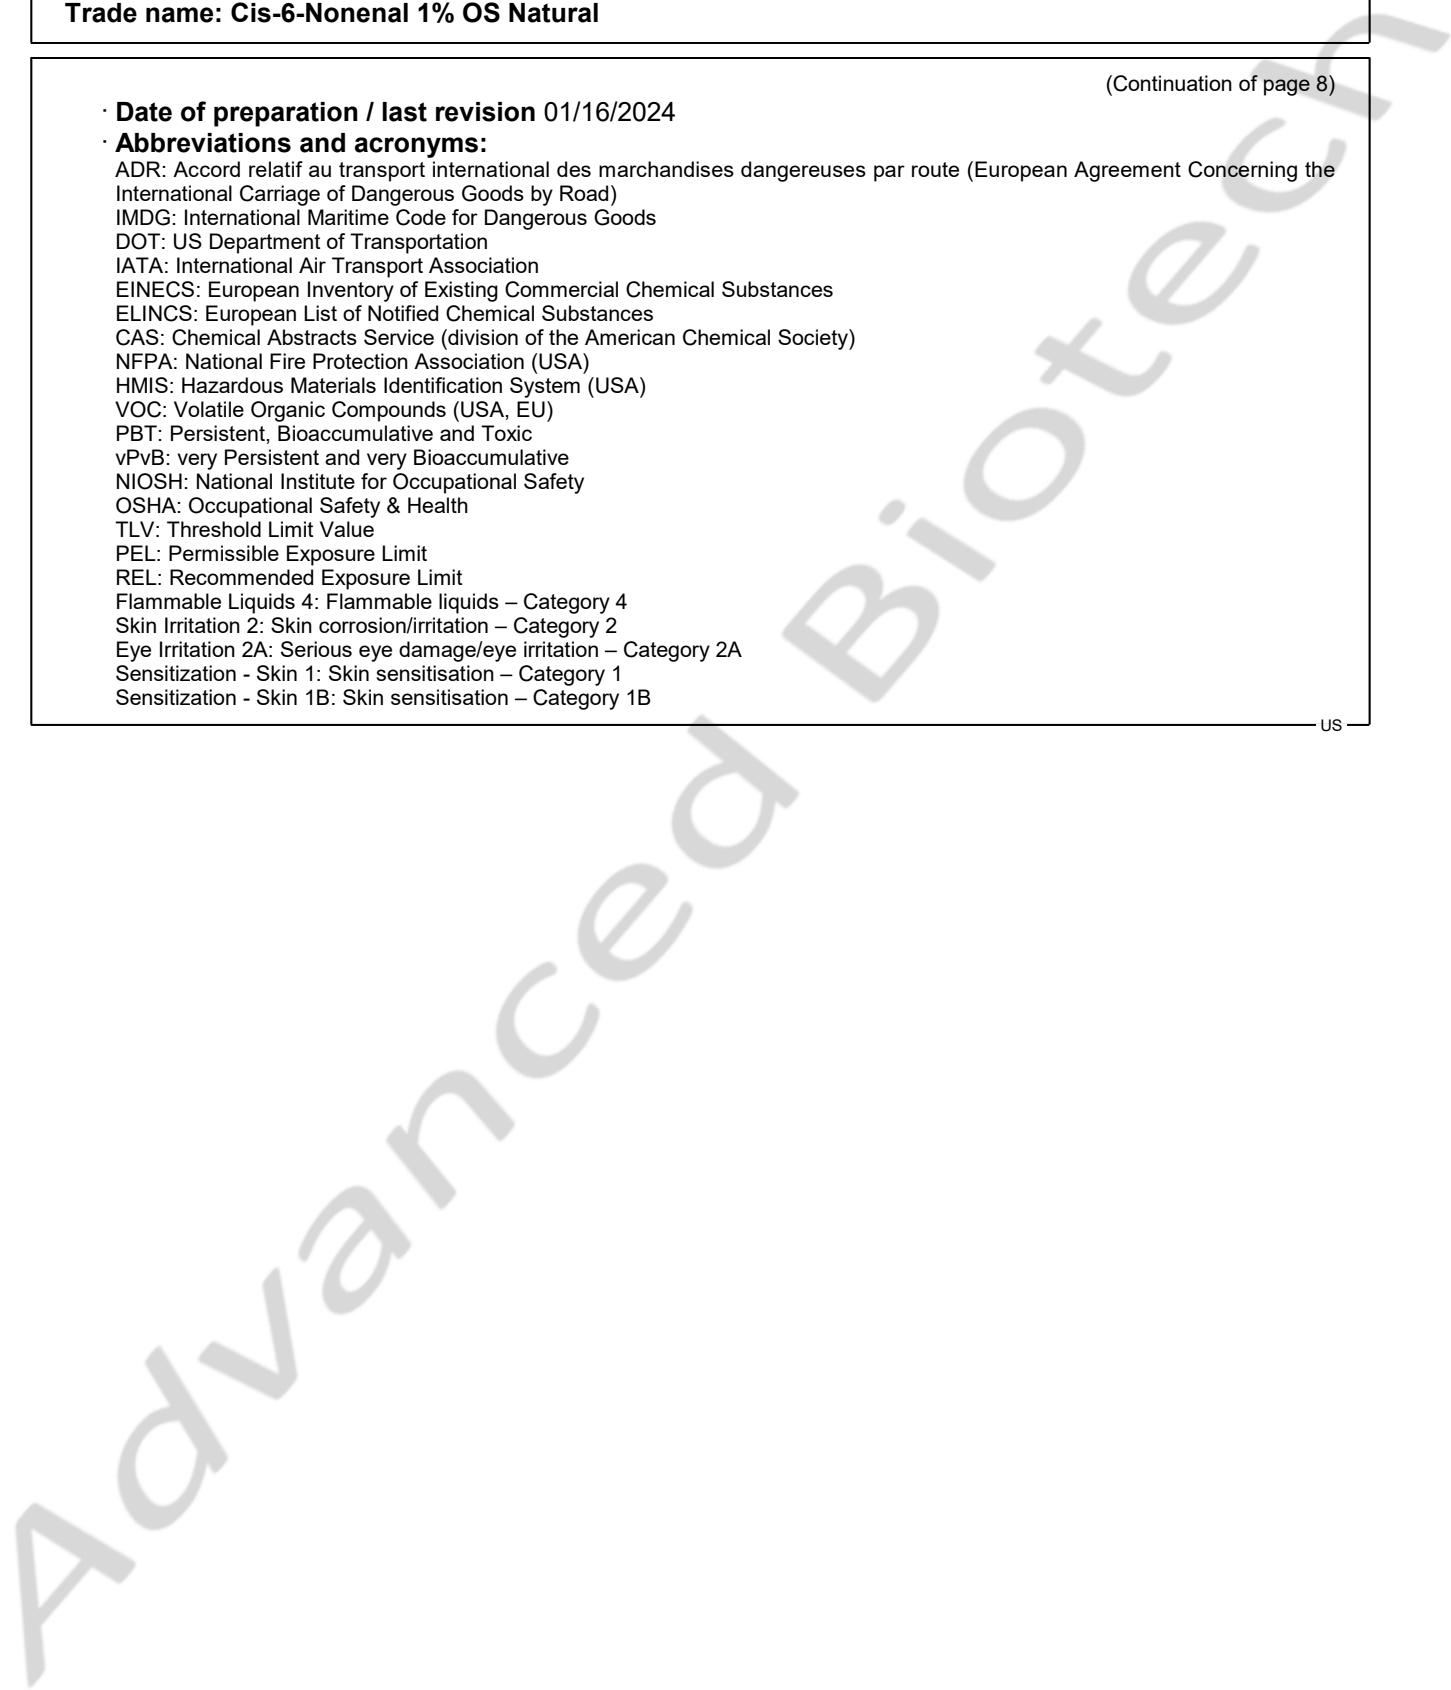 Trade name: Cis-6-Nonenal 1% OS Natural
(Continuation of page 8)
· Date of preparation / last revision 01/16/2024
· Abbreviations and acronyms:
ADR: Accord relatif au transport international des marchandises dangereuses par route (European Agreement Concerning the
International Carriage of Dangerous Goods by Road)
IMDG: International Maritime Code for Dangerous Goods
DOT: US Department of Transportation
IATA: International Air Transport Association
EINECS: European Inventory of Existing Commercial Chemical Substances
ELINCS: European List of Notified Chemical Substances
CAS: Chemical Abstracts Service (division of the American Chemical Society)
NFPA: National Fire Protection Association (USA)
HMIS: Hazardous Materials Identification System (USA)
VOC: Volatile Organic Compounds (USA, EU)
PBT: Persistent, Bioaccumulative and Toxic
vPvB: very Persistent and very Bioaccumulative
NIOSH: National Institute for Occupational Safety
OSHA: Occupational Safety & Health
TLV: Threshold Limit Value
PEL: Permissible Exposure Limit
REL: Recommended Exposure Limit
Flammable Liquids 4: Flammable liquids – Category 4
Skin Irritation 2: Skin corrosion/irritation – Category 2
Eye Irritation 2A: Serious eye damage/eye irritation – Category 2A
Sensitization - Skin 1: Skin sensitisation – Category 1
Sensitization - Skin 1B: Skin sensitisation – Category 1B
US
Advanced Biotech